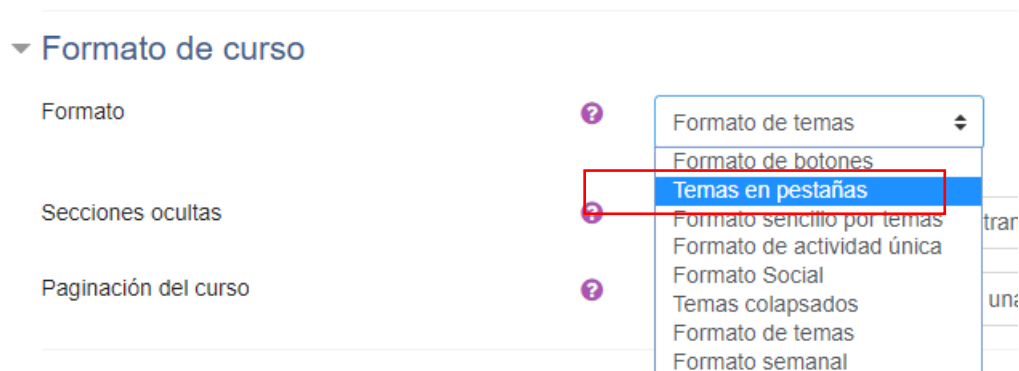 Formato de curso
Formato
Formato de temas
Formato de botones
Temas en pestañas
Secciones ocultas
Formato sencillo por temas
Formato de actividad única
Paginación del curso
Formato Social
Temas colapsados
Formato de temas
Formato semanal